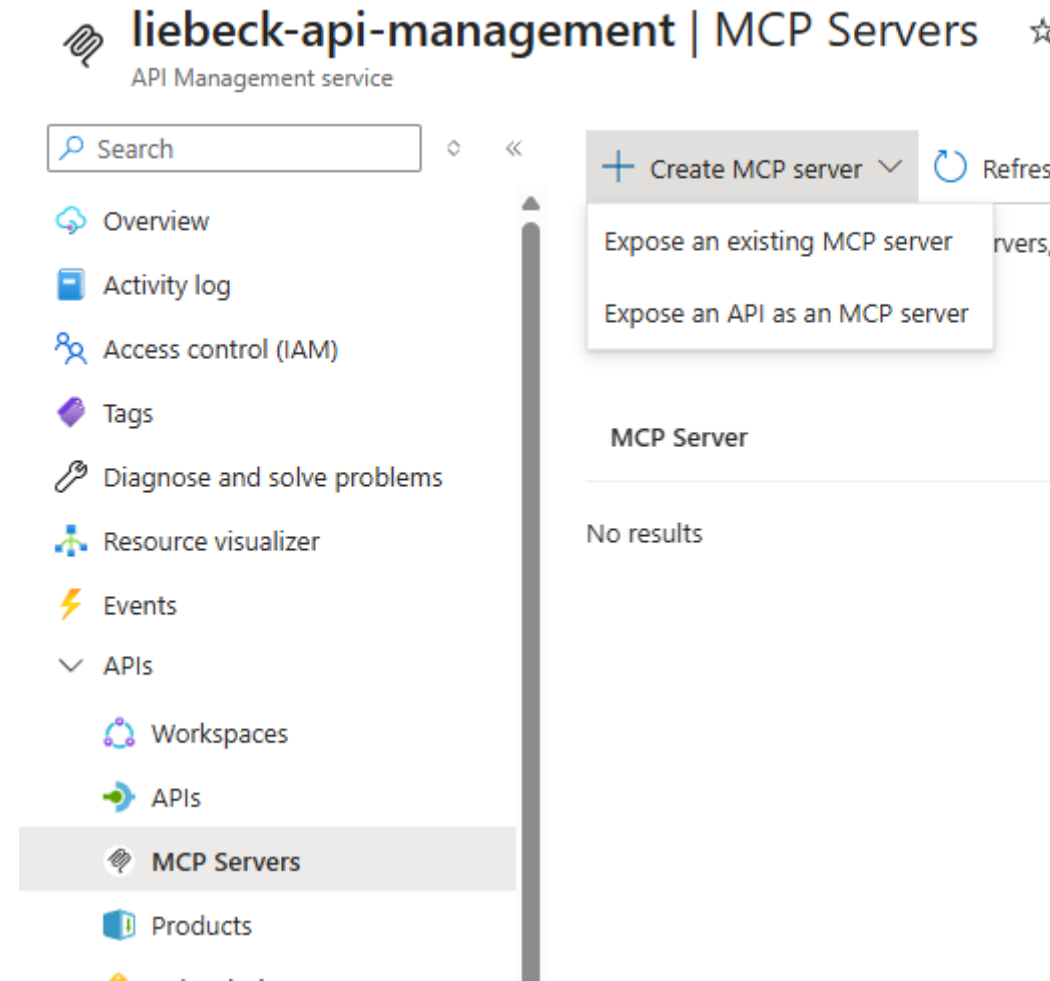 liebeck-api-management | MCP Servers
API Management service
Search
Create MCP server
Expose an existing MCP server
Expose an API as an MCP server
MCP Server
No results
Overview
Activity log
Access control (IAM)
Tags
Diagnose and solve problems
Resource visualizer
Events
APIs
Workspaces
APIs
MCP Servers
Products